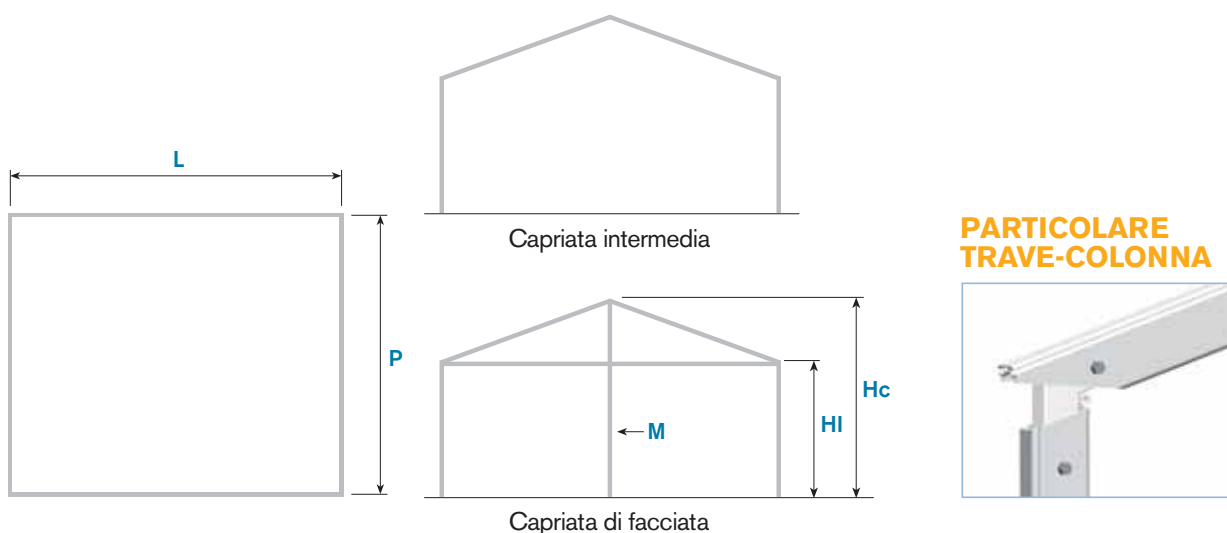 L
Capriata intermedia
PARTICOLARE
TRAVE-COLONNA
P
Hc
Hl
M
Capriata di facciata